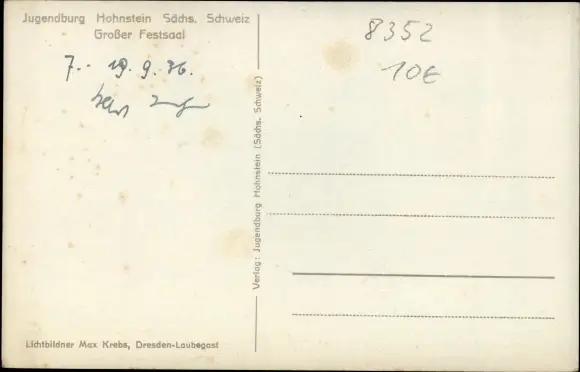 Jugendburg Hohnstein Sächs. Schweiz
Großer Festsaal
7. - 19. 9. 36.
8352
10€
Verlag: Jugendburg Hohnstein (Sächs. Schweiz)
Lichtbildner Max Krebs, Dresden-Laubegast